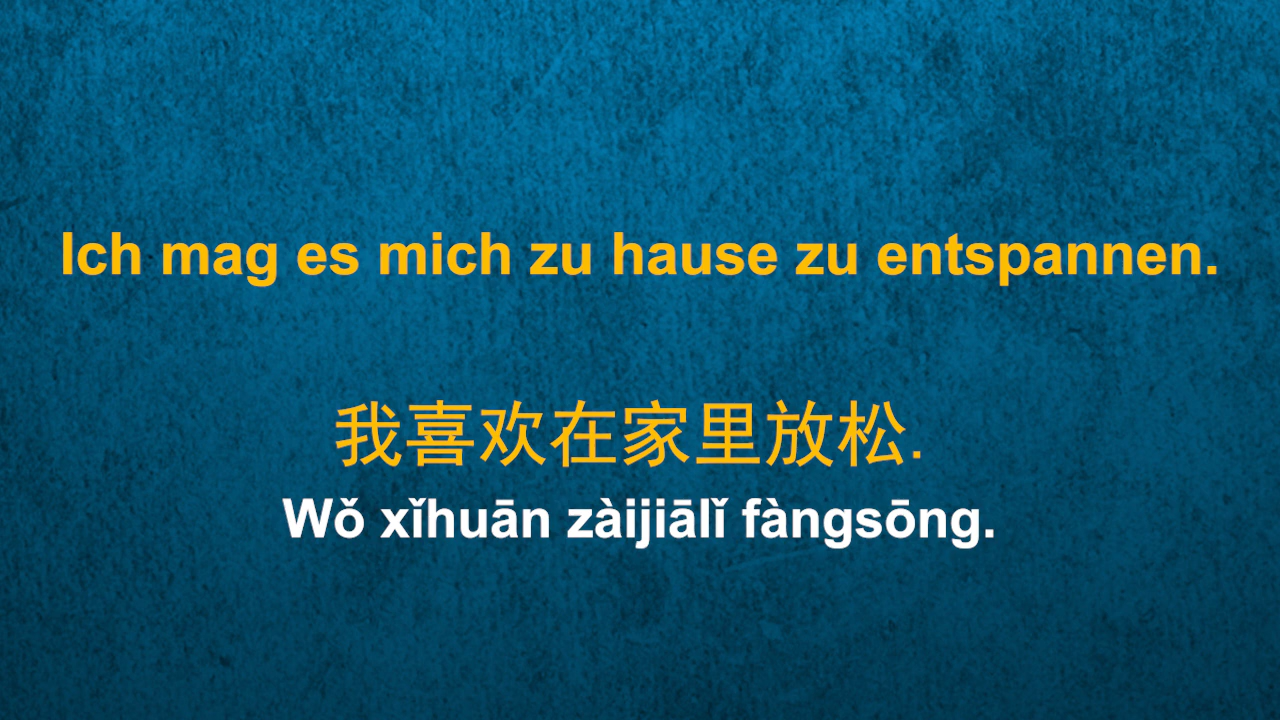 Ich mag es mich zu hause zu entspannen.
我喜欢在家里放松.
Wǒ xǐhuān zàijiālǐ fàngsōng.